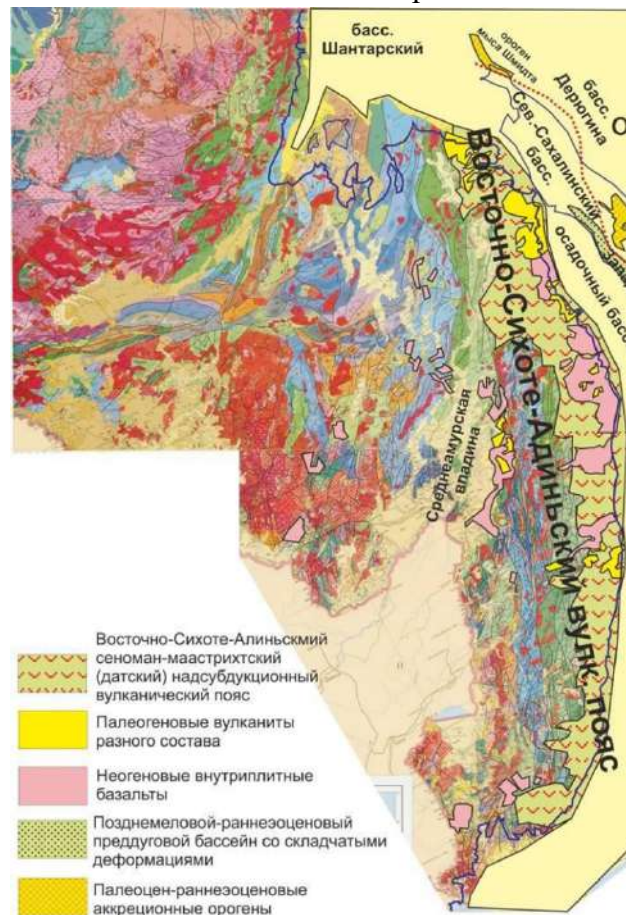 басс.
Шантарский
ороген
мыса Шмидта
басс.
Дерюгина
О
Сев.-Сахалинский
басс.
осадочный басс
Запа
Восточно-Сихоте-Алиньский вулк. пояс
Среднеамурская
впадина
Восточно-Сихоте-Алиньскмий
сеноман-маастрихтский
(датский) надсубдукционный
вулканический пояс
Палеогеновые вулканиты
разного состава
Неогеновые внутриплитные
базальты
Позднемеловой-раннеэоценовый
преддуговой бассейн со складчатыми
деформациями
Палеоцен-раннеэоценовые
аккреционные орогены